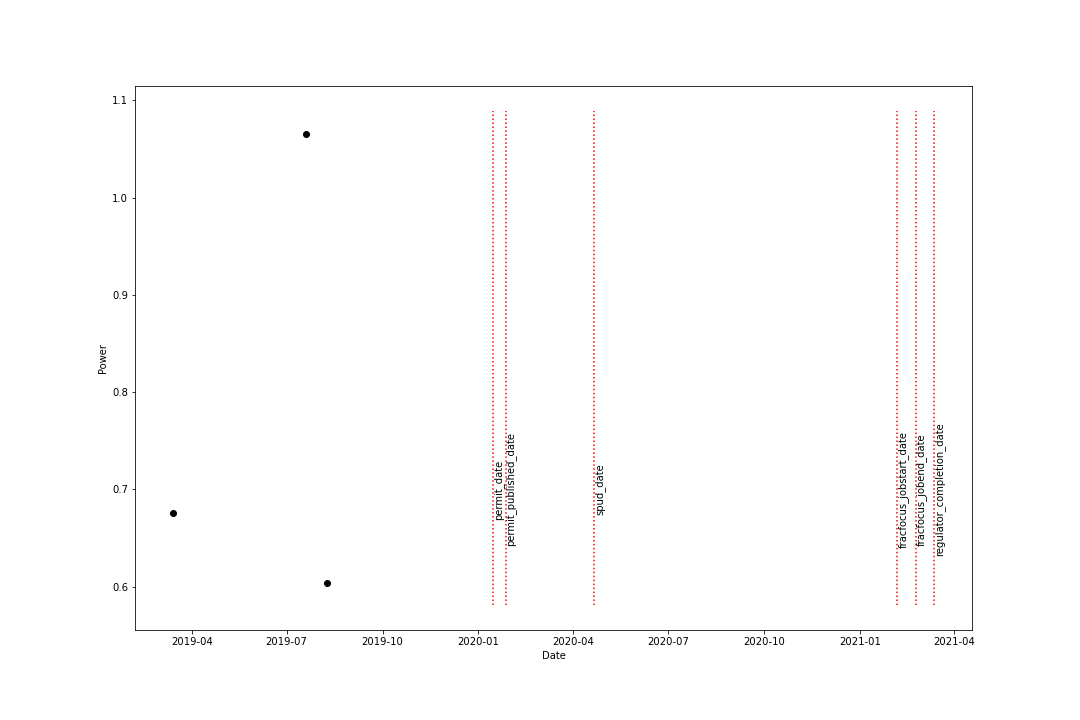 1.1
1.0
0.9
0.8
0.7
0.6
Power
permit_date
permit_published_date
spud_date
fracfocus_jobstart_date
fracfocus_jobend_date
regulator_completion_date
2019-04
2019-07
2019-10
2020-01
2020-04
2020-07
2020-10
2021-01
2021-04
Date